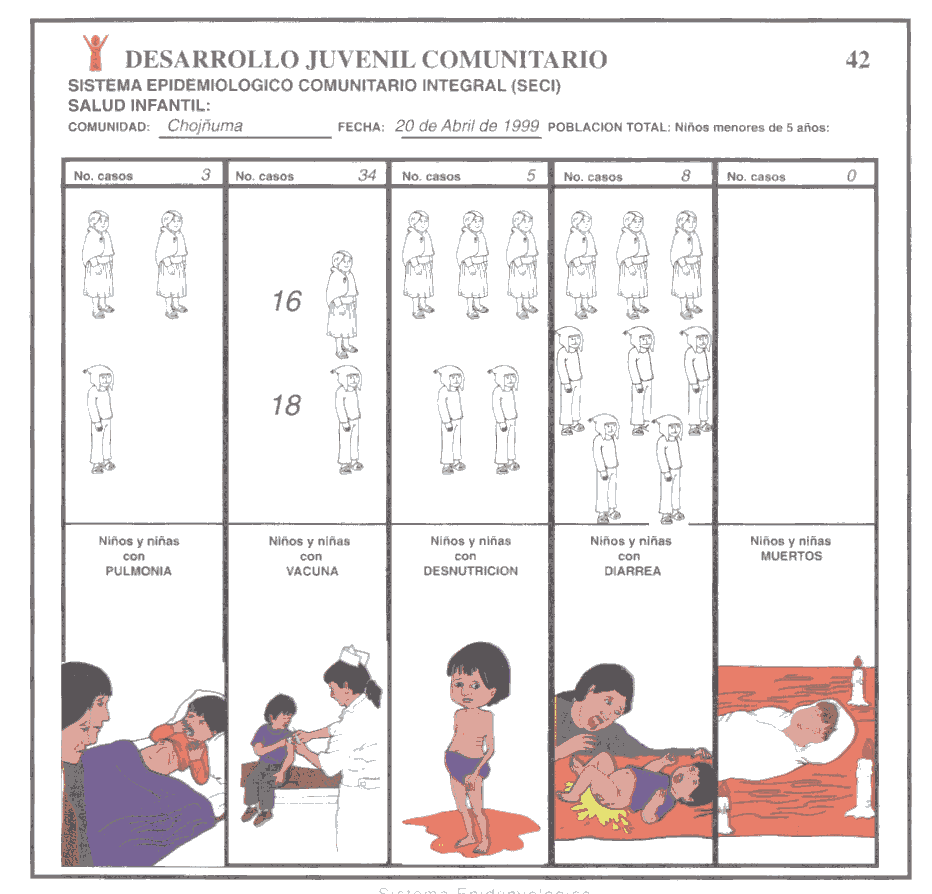 DESARROLLO JUVENIL COMUNITARIO 42
SISTEMA EPIDEMIOLOGICO COMUNITARIO INTEGRAL (SECI)
SALUD INFANTIL:
COMUNIDAD: Chojñuma FECHA: 20 de Abril de 1999 POBLACION TOTAL: Niños menores de 5 años:
No. casos 3 No. casos 34 No. casos 5 No. casos 8 No. casos 0
16
18
Niños y niñas
con
PULMONIA
Niños y niñas
con
VACUNA
Niños y niñas
con
DESNUTRICION
Niños y niñas
con
DIARREA
Niños y niñas
MUERTOS